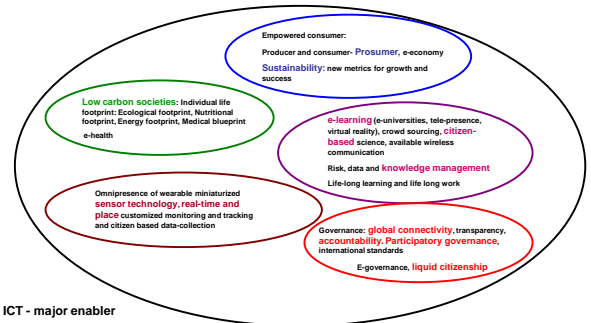 Empowered consumer:
Producer and consumer- Prosumer, e-economy
Sustainability: new metrics for growth and
success
Low carbon societies: Individual life
footprint: Ecological footprint, Nutritional
footprint, Energy footprint, Medical blueprint
e-health
e-learning (e-universities, tele-presence,
virtual reality), crowd sourcing, citizen-
based science, available wireless
communication
Risk, data and knowledge management
Life-long learning and life long work
Omnipresence of wearable miniaturized
sensor technology, real-time and
place customized monitoring and tracking
and citizen based data-collection
Governance: global connectivity, transparency,
accountability. Participatory governance,
international standards
E-governance, liquid citizenship
ICT - major enabler